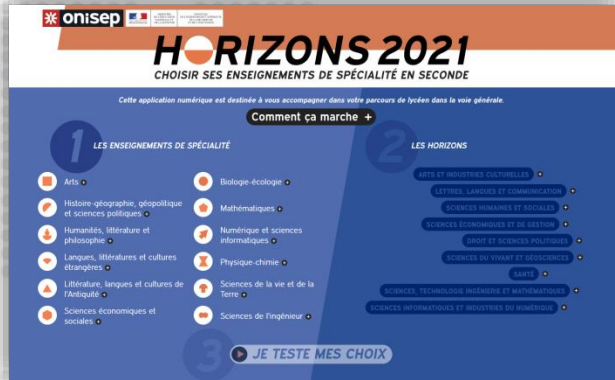 onisep
HORIZONS 2021
CHOISIR SES ENSEIGNEMENTS DE SPÉCIALITÉ EN SECONDE
Cette application numérique est destinée à vous accompagner dans votre parcours de lycéen dans la voie générale.
Comment ça marche +
1 LES ENSEIGNEMENTS DE SPÉCIALITÉ
Arts
Histoire-géographie, géopolitique
et sciences politiques
Humanités, littérature et
philosophie
Langues, littératures et cultures
étrangères
Littérature, langues et cultures de
l'Antiquité
Sciences économiques et
sociales
Biologie-écologie
Mathématiques
Numérique et sciences
informatiques
Physique-chimie
Sciences de la vie et de la
Terre
Sciences de l'ingénieur
2 LES HORIZONS
ARTS ET INDUSTRIES CULTURELLES
LETTRES, LANGUES ET COMMUNICATION
SCIENCES HUMAINES ET SOCIALES
SCIENCES ÉCONOMIQUES ET DE GESTION
DROIT ET SCIENCES POLITIQUES
SCIENCES DU VIVANT ET GÉOSCIENCES
SANTÉ
SCIENCES, TECHNOLOGIE INGÉNIERIE ET MATHÉMATIQUES
SCIENCES INFORMATIQUES ET INDUSTRIES DU NUMÉRIQUE
3 JE TESTE MES CHOIX